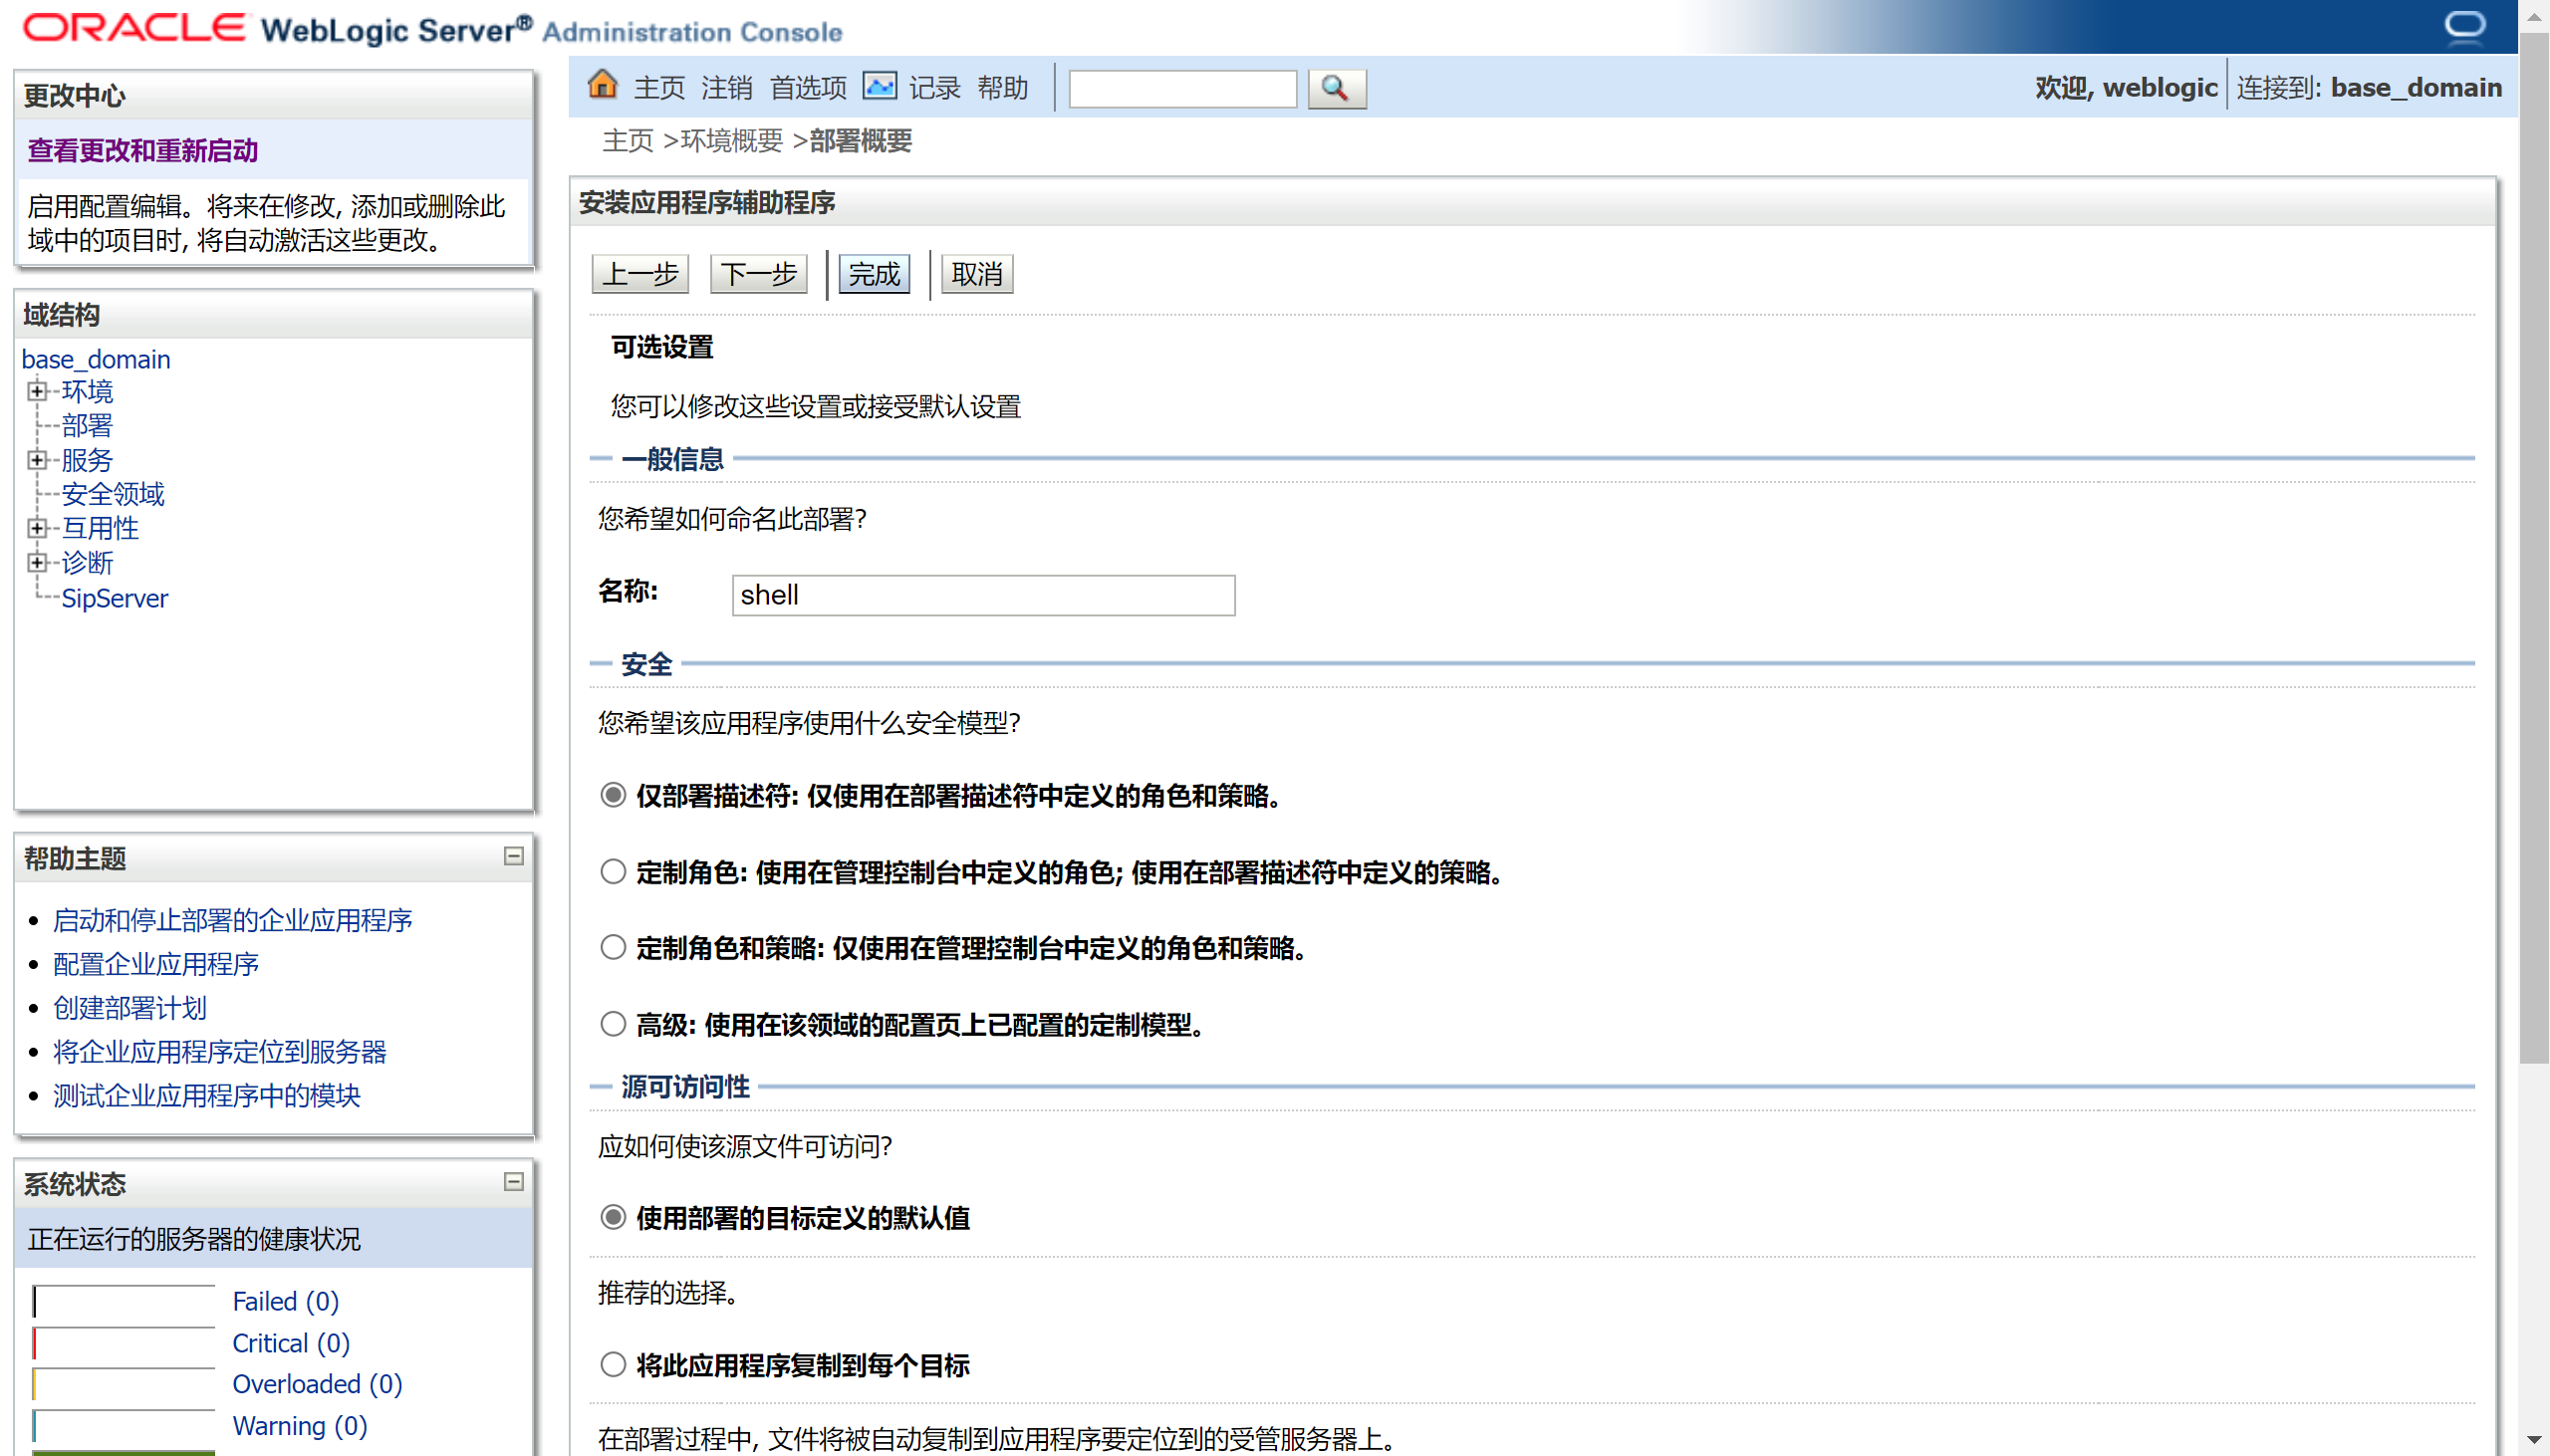 ORACLE WebLogic Server® Administration Console
更改中心
查看更改和重新启动
启用配置编辑。将来在修改, 添加或删除此
域中的项目时, 将自动激活这些更改。
域结构
base_domain
环境
部署
服务
安全领域
互用性
诊断
SipServer
帮助主题
启动和停止部署的企业应用程序
配置企业应用程序
创建部署计划
将企业应用程序定位到服务器
测试企业应用程序中的模块
系统状态
正在运行的服务器的健康状况
Failed (0)
Critical (0)
Overloaded (0)
Warning (0)
主页 注销 首选项 记录 帮助
欢迎, weblogic 连接到: base_domain
主页 >环境概要 >部署概要
安装应用程序辅助程序
上一步 下一步 完成 取消
可选设置
您可以修改这些设置或接受默认设置
一般信息
您希望如何命名此部署?
名称: shell
安全
您希望该应用程序使用什么安全模型?
仅部署描述符: 仅使用在部署描述符中定义的角色和策略。
定制角色: 使用在管理控制台中定义的角色; 使用在部署描述符中定义的策略。
定制角色和策略: 仅使用在管理控制台中定义的角色和策略。
高级: 使用在该领域的配置页上已配置的定制模型。
源可访问性
应如何使该源文件可访问?
使用部署的目标定义的默认值
推荐的选择。
将此应用程序复制到每个目标
在部署过程中, 文件将被自动复制到应用程序要定位到的受管服务器上。